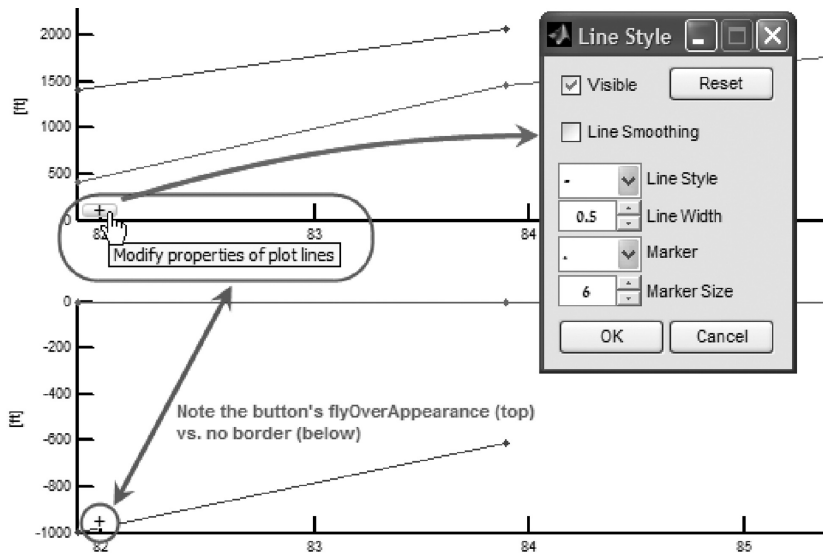 2000
1500
1000
500
0
[ft]
82
83
84
+
Modify properties of plot lines
Line Style
Visible
Reset
Line Smoothing
- Line Style
0.5 Line Width
. Marker
6 Marker Size
OK
Cancel
0
-200
-400
-600
-800
-1000
[ft]
Note the button's flyOverAppearance (top)
vs. no border (below)
+
82
83
84
85